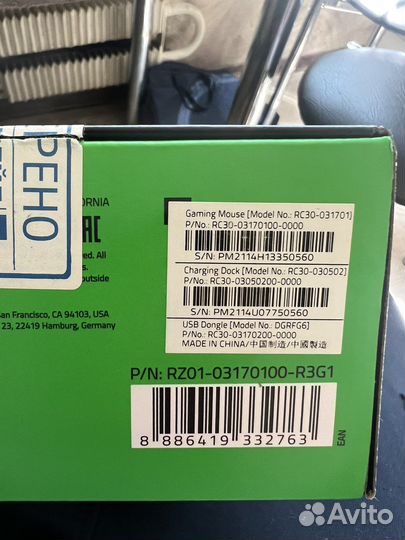 РЕНО
ORNIA
ed. All
outside
San Francisco, CA 94103, USA
23, 22419 Hamburg, Germany
Gaming Mouse [Model No.: RC30-031701]
P/No.: RC30-03170100-0000
S/N: PM2114H13350560
Charging Dock [Model No.: RC30-030502]
P/No.: RC30-03050200-0000
S/N: PM2114U07750560
USB Dongle [Model No.: DGRFG6]
P/No.: RC30-03170200-0000
MADE IN CHINA/中国制造/中國製造
P/N: RZ01-03170100-R3G1
8 886419 332763
EAN
Avito